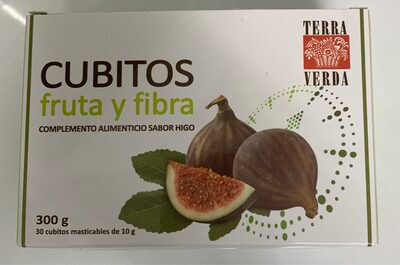 TERRA
VERDA
CUBITOS
fruta y fibra
COMPLEMENTO ALIMENTICIO SABOR HIGO
300 g
30 cubitos masticables de 10 g